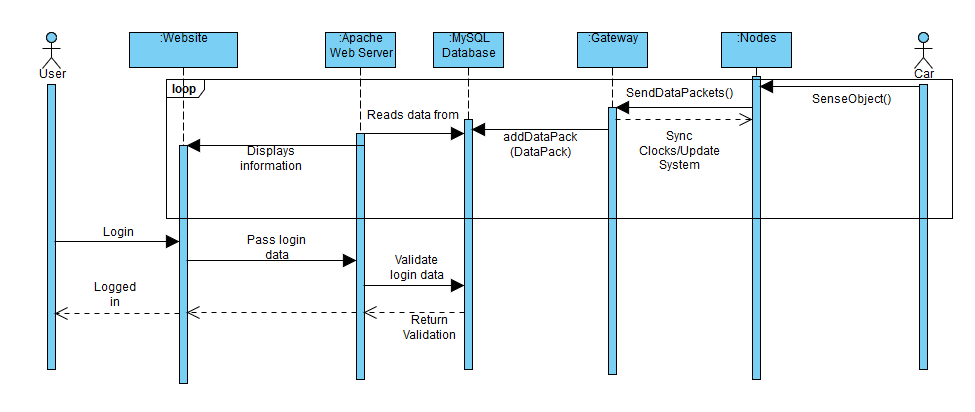 :Website
:Apache
Web Server
:MySQL
Database
:Gateway
:Nodes
User
Car
loop
SendDataPackets()
SenseObject()
Reads data from
addDataPack
(DataPack)
Sync
Clocks/Update
System
Displays
information
Login
Pass login
data
Validate
login data
Logged
in
Return
Validation